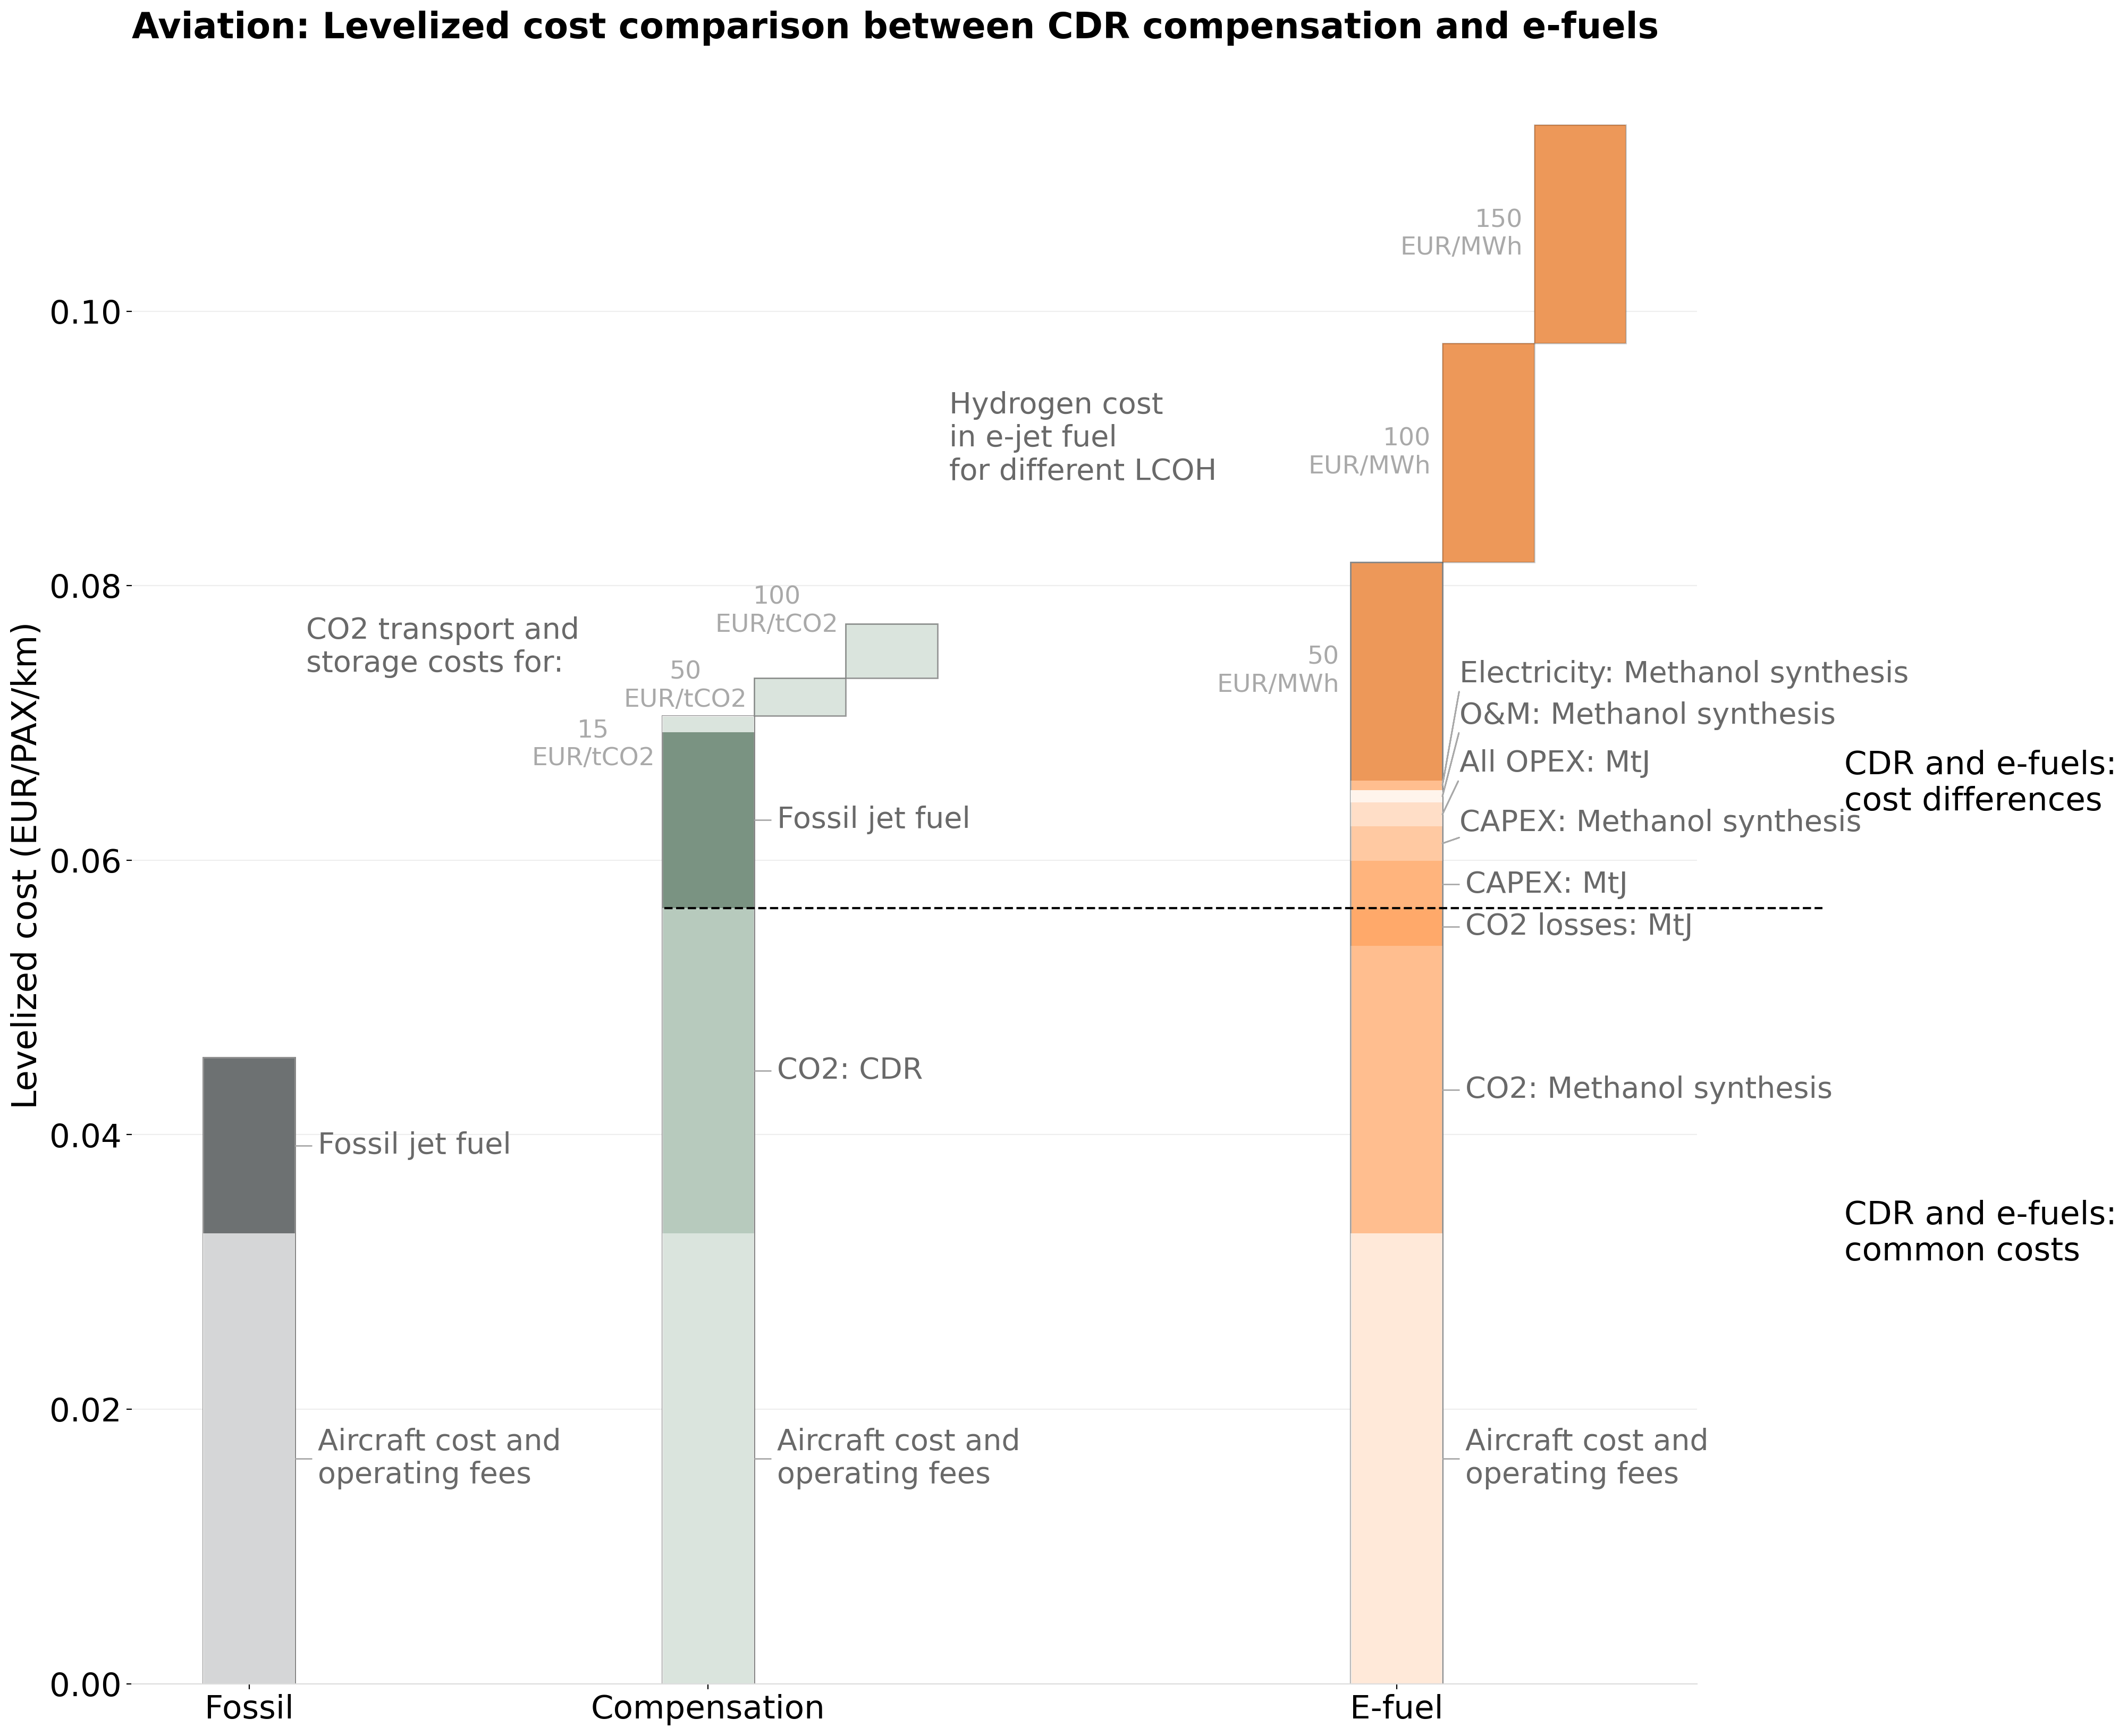 Aviation: Levelized cost comparison between CDR compensation and e-fuels
Levelized cost (EUR/PAX/km)
0.10
0.08
0.06
0.04
0.02
0.00
150
EUR/MWh
Hydrogen cost
in e-jet fuel
for different LCOH
100
EUR/MWh
50
EUR/MWh
CO2 transport and
storage costs for:
100
EUR/tCO2
50
EUR/tCO2
15
EUR/tCO2
Fossil jet fuel
Aircraft cost and
operating fees
Fossil jet fuel
CO2: CDR
Aircraft cost and
operating fees
Electricity: Methanol synthesis
O&M: Methanol synthesis
All OPEX: MtJ
CAPEX: Methanol synthesis
CAPEX: MtJ
CO2 losses: MtJ
CO2: Methanol synthesis
Aircraft cost and
operating fees
CDR and e-fuels:
cost differences
CDR and e-fuels:
common costs
Fossil
Compensation
E-fuel